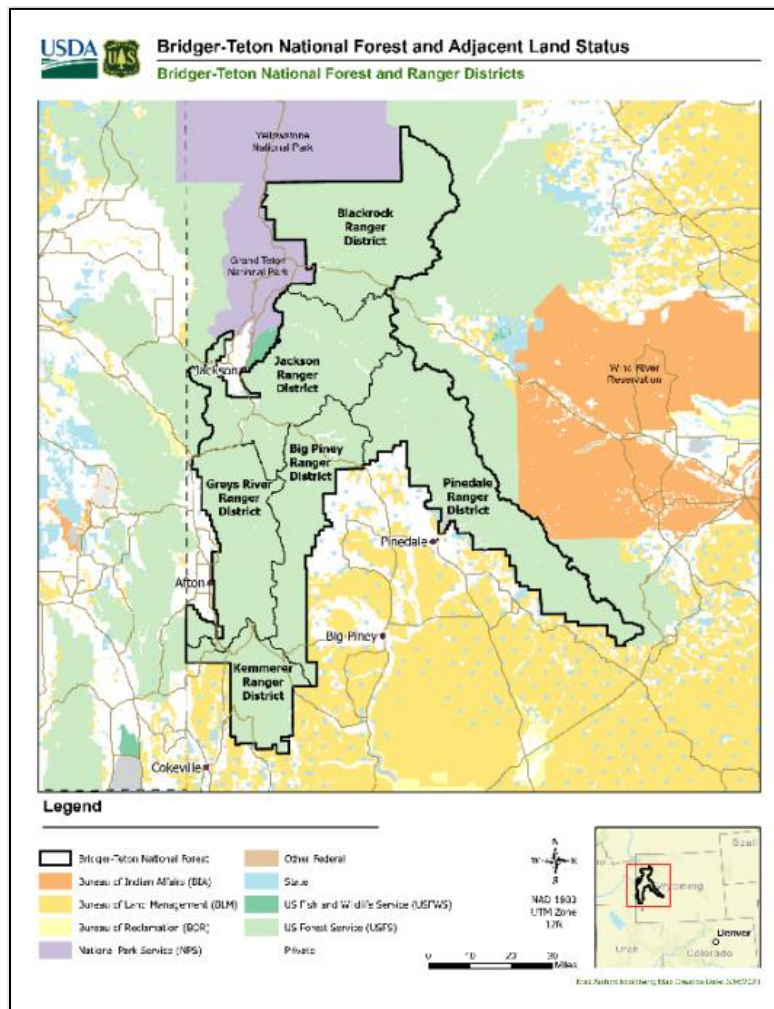 USDA
UAS
Bridger-Teton National Forest and Adjacent Land Status
Bridger-Teton National Forest and Ranger Districts
Yellowstone
National Park
Blackrock
Ranger
District
Grand Teton
National Park
Jackson
Jackson
Ranger
District
Wind River
Reservation
Big Piney
Ranger
District
Greys River
Ranger
District
Pinedale
Ranger
District
Pinedale
Afton
Big Piney
Kemmerer
Ranger
District
Cokeville
Legend
Bridger-Teton National Forest
Bureau of Indian Affairs (BIA)
Bureau of Land Management (BLM)
Bureau of Reclamation (BOR)
National Park Service (NPS)
Other Federal
State
US Fish and Wildlife Service (USFWS)
US Forest Service (USFS)
Private
N
W
E
S
NAD 1983
UTM Zone
12N
0
10
20
30
Miles
Wyoming
Denver
Utah
Colorado